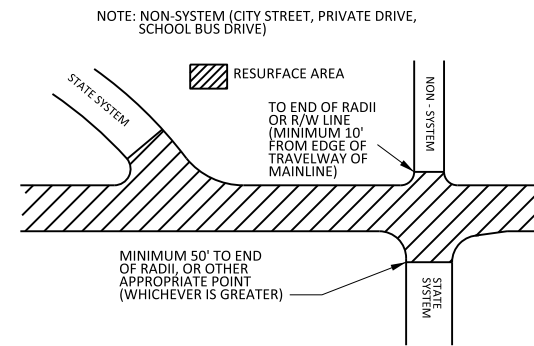 NOTE: NON-SYSTEM (CITY STREET, PRIVATE DRIVE,
SCHOOL BUS DRIVE)
STATE SYSTEM
RESURFACE AREA
TO END OF RADII
OR R/W LINE
(MINIMUM 10'
FROM EDGE OF
TRAVELWAY OF
MAINLINE)
NON - SYSTEM
MINIMUM 50' TO END
OF RADII, OR OTHER
APPROPRIATE POINT
(WHICHEVER IS GREATER)
STATE
SYSTEM